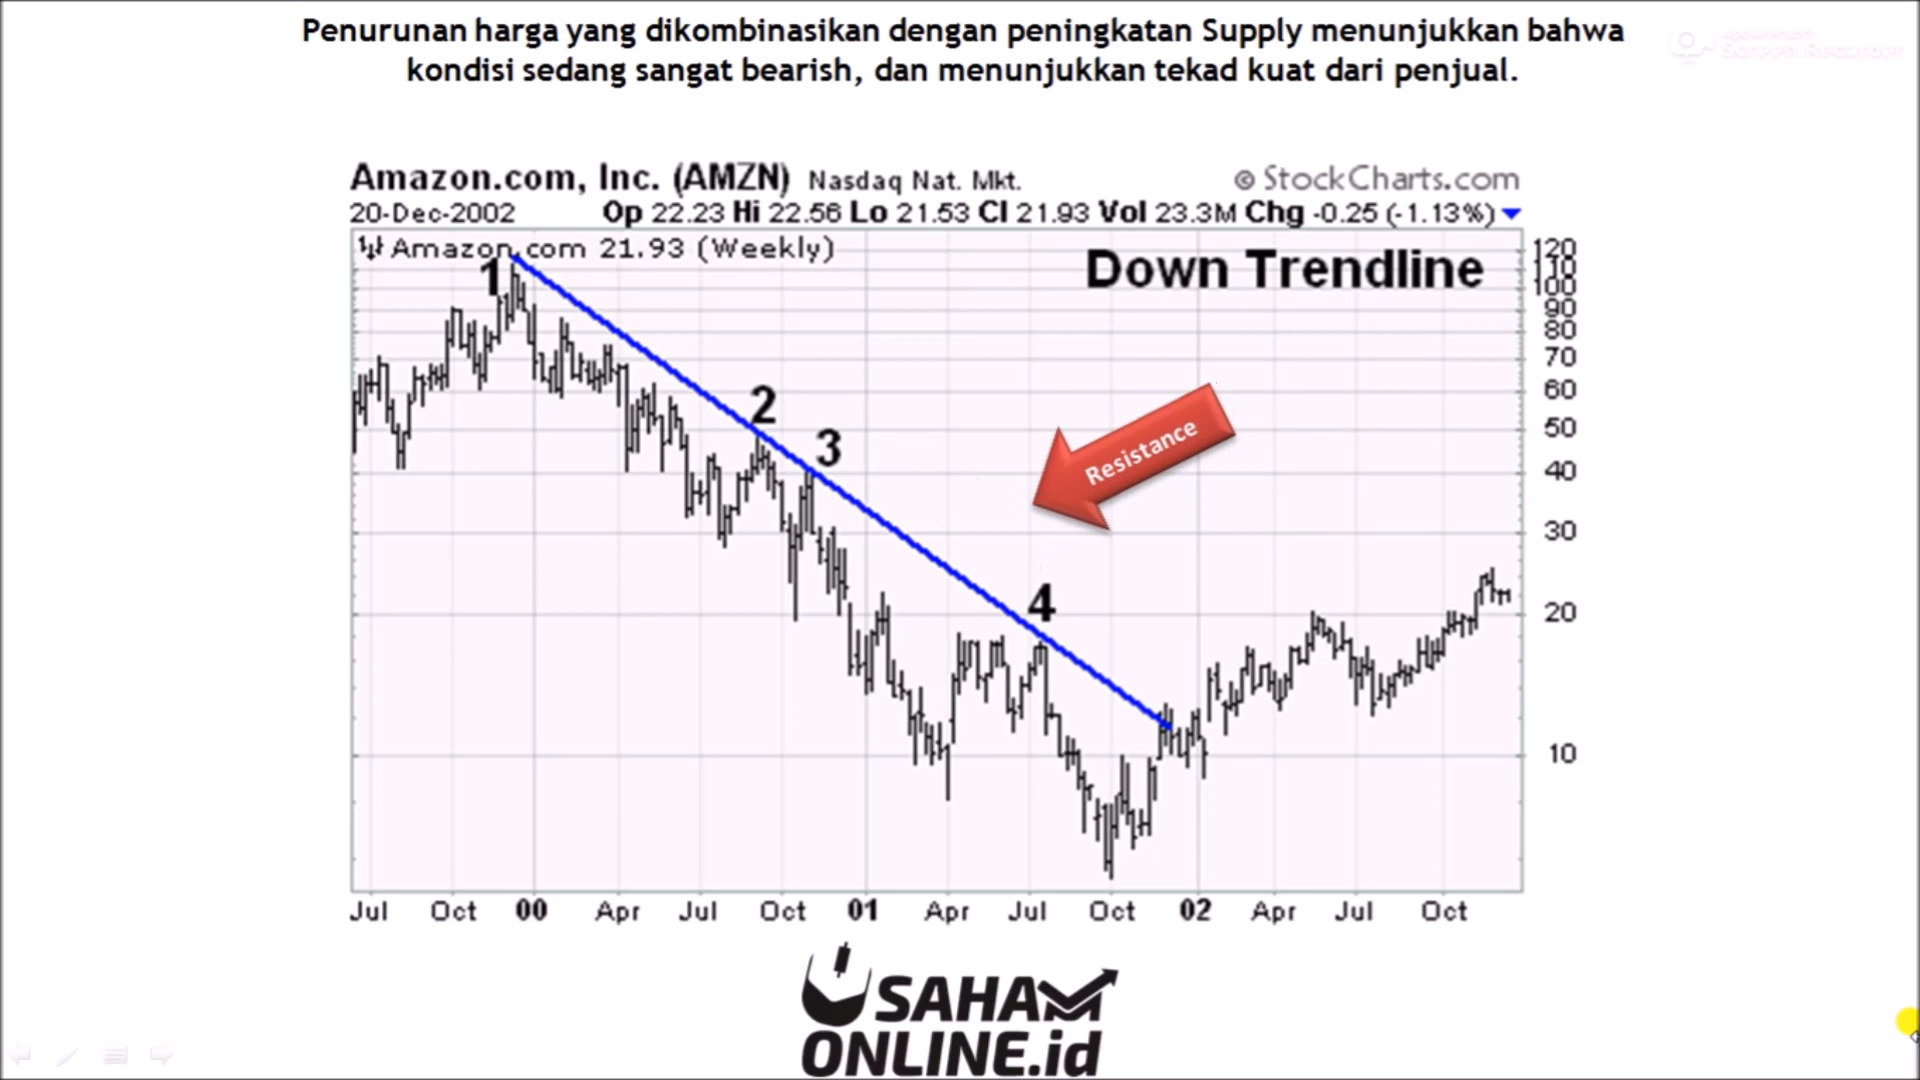 Penurunan harga yang dikombinasikan dengan peningkatan Supply menunjukkan bahwa
kondisi sedang sangat bearish, dan menunjukkan tekad kuat dari penjual.
Screen Recorder
Amazon.com, Inc. (AMZN) Nasdaq Nat. Mkt.
© StockCharts.com
20-Dec-2002
Op 22.23 Hi 22.56 Lo 21.53 Cl 21.93 Vol 23.3M Chg -0.25 (-1.13%)
Amazon.com 21.93 (Weekly)
Down Trendline
1
2
3
4
Resistance
120
110
100
90
80
70
60
50
40
30
20
10
Jul Oct 00 Apr Jul Oct 01 Apr Jul Oct 02 Apr Jul Oct
SAHAM
ONLINE.id